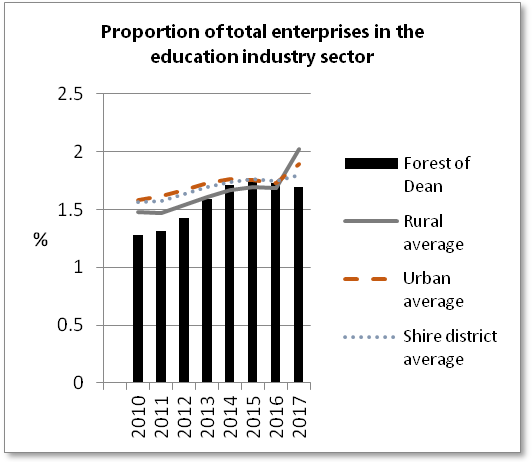 Proportion of total enterprises in the
education industry sector
2.5
2
1.5
1
0.5
0
%
2010
2011
2012
2013
2014
2015
2016
2017
Forest of
Dean
Rural
average
Urban
average
Shire district
average